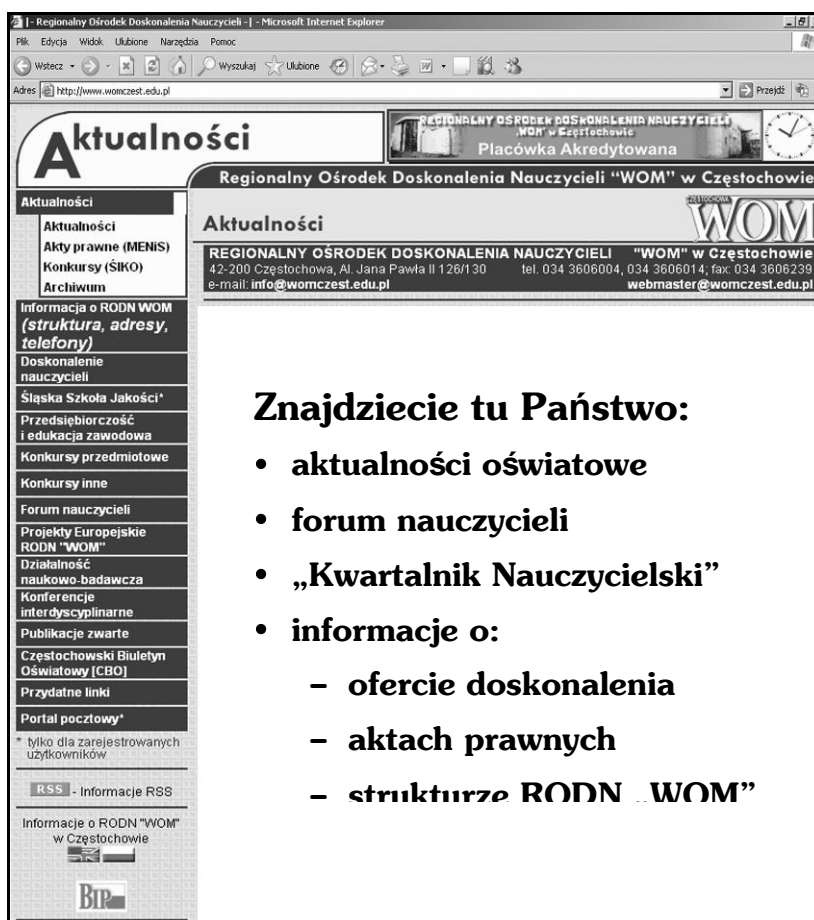 |- Regionalny Ośrodek Doskonalenia Nauczycieli -| - Microsoft Internet Explorer
Plik Edycja Widok Ulubione Narzędzia Pomoc
Wstecz Wyszukaj Ulubione
Adres http://www.womczest.edu.pl Przejdź
Aktualności
REGIONALNY OŚRODEK DOSKONALENIA NAUCZYCIELI
„WOM” w Częstochowie
Placówka Akredytowana
Regionalny Ośrodek Doskonalenia Nauczycieli “WOM” w Częstochowie
Aktualności
Aktualności
Akty prawne (MENiS)
Konkursy (ŚIKO)
Archiwum
Informacja o RODN WOM
(struktura, adresy,
telefony)
Doskonalenie
nauczycieli
Śląska Szkoła Jakości*
Przedsiębiorczość
i edukacja zawodowa
Konkursy przedmiotowe
Konkursy inne
Forum nauczycieli
Projekty Europejskie
RODN "WOM"
Działalność
naukowo-badawcza
Konferencje
interdyscyplinarne
Publikacje zwarte
Częstochowski Biuletyn
Oświatowy [CBO]
Przydatne linki
Portal pocztowy*
* tylko dla zarejestrowanych
użytkowników
RSS - Informacje RSS
Informacje o RODN "WOM"
w Częstochowie
BIP
Aktualności
CZĘSTOCHOWA
WOM
REGIONALNY OŚRODEK DOSKONALENIA NAUCZYCIELI "WOM" w Częstochowie
42-200 Częstochowa, Al. Jana Pawła II 126/130 tel. 034 3606004, 034 3606014; fax: 034 3606239
e-mail: info@womczest.edu.pl webmaster@womczest.edu.pl
Znajdziecie tu Państwo:
• aktualności oświatowe
• forum nauczycieli
• „Kwartalnik Nauczycielski”
• informacje o:
– ofercie doskonalenia
– aktach prawnych
– strukturze RODN „WOM”